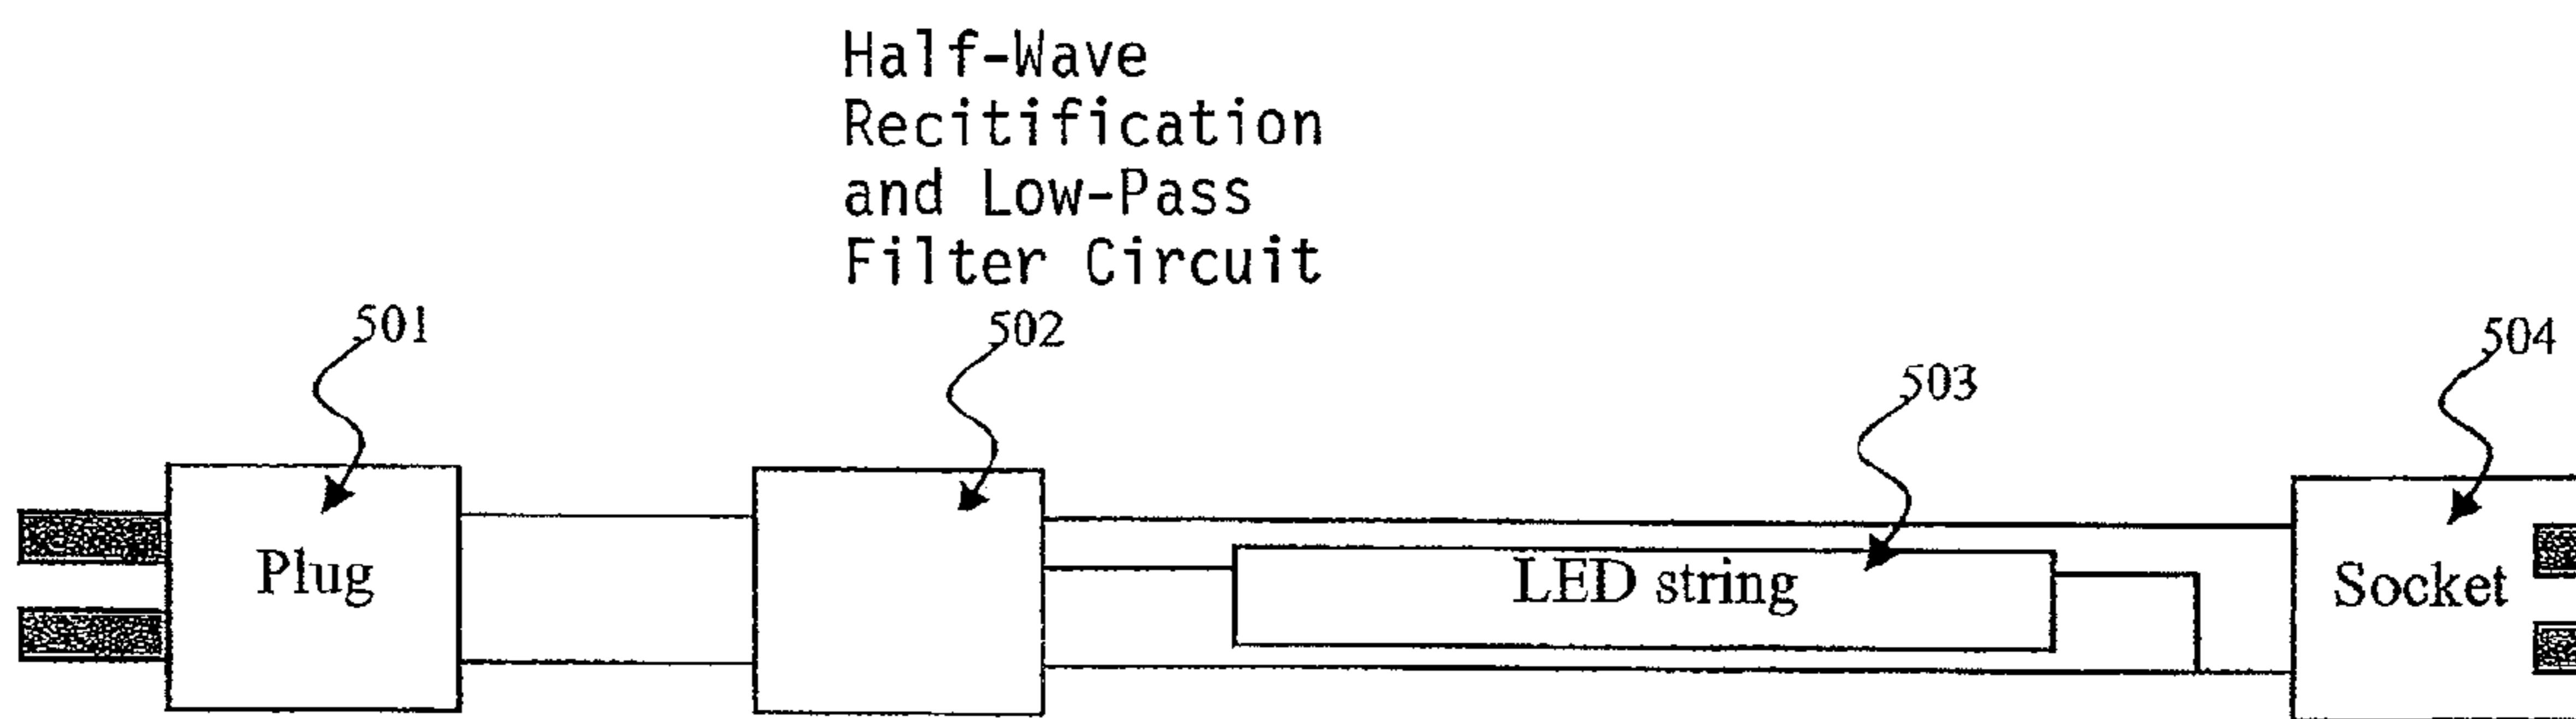 Half-Wave
Recitification
and Low-Pass
Filter Circuit
501
502
503
504
Plug
LED string
Socket